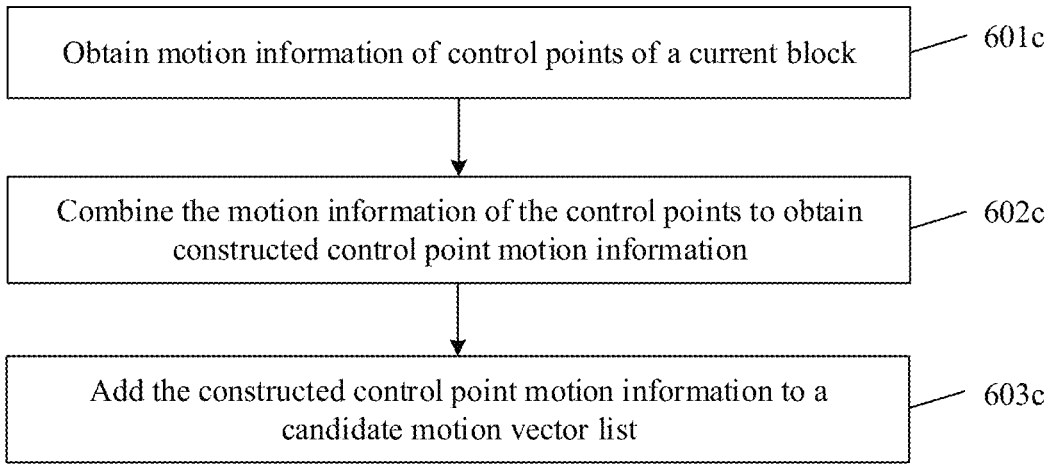 Obtain motion information of control points of a current block
601c
Combine the motion information of the control points to obtain
constructed control point motion information
602c
Add the constructed control point motion information to a
candidate motion vector list
603c